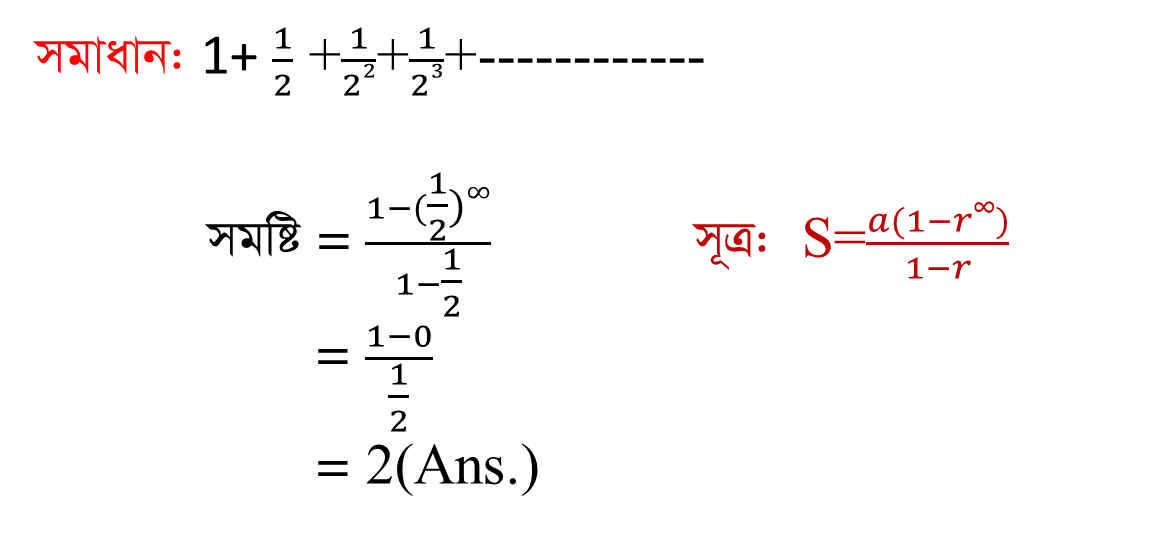 সমাধানঃ 1+ 1/2 + 1/2² + 1/2³ +------------
সমষ্টি = (1−(1/2)^∞)/(1−1/2) সূত্রঃ S= a(1−r^∞)/(1−r)
= (1−0)/(1/2)
= 2(Ans.)